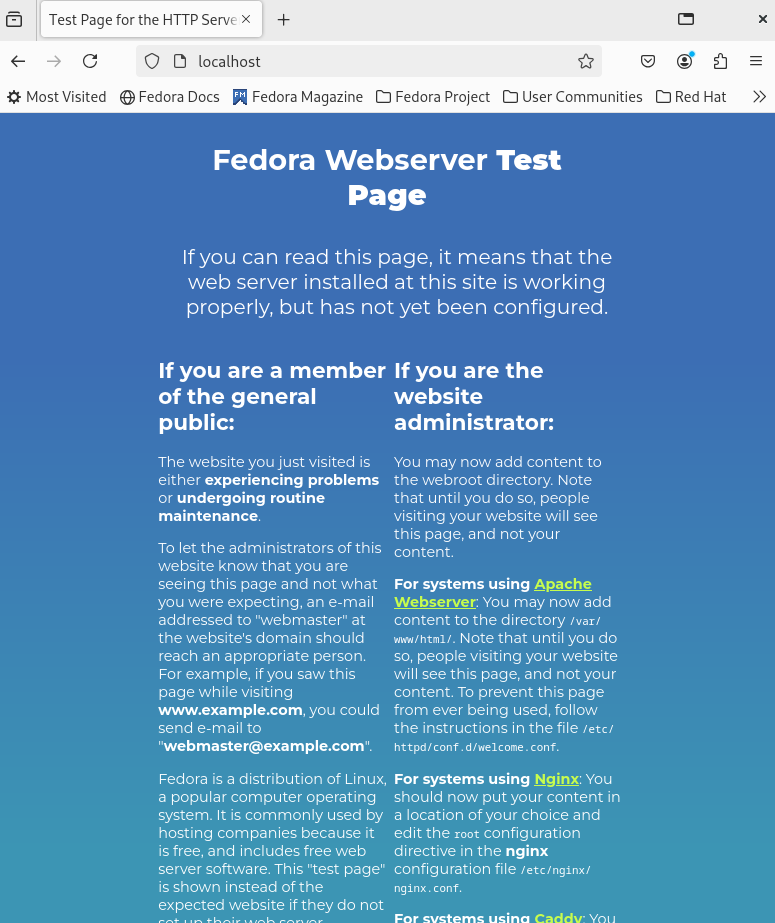 Test Page for the HTTP Serve
localhost
Most Visited Fedora Docs FM Fedora Magazine Fedora Project User Communities Red Hat
Fedora Webserver Test
Page
If you can read this page, it means that the
web server installed at this site is working
properly, but has not yet been configured.
If you are a member
of the general
public:
The website you just visited is
either experiencing problems
or undergoing routine
maintenance.
To let the administrators of this
website know that you are
seeing this page and not what
you were expecting, an e-mail
addressed to "webmaster" at
the website's domain should
reach an appropriate person.
For example, if you saw this
page while visiting
www.example.com, you could
send e-mail to
"webmaster@example.com".
Fedora is a distribution of Linux,
a popular computer operating
system. It is commonly used by
hosting companies because it
is free, and includes free web
server software. This "test page"
is shown instead of the
expected website if they do not
set up their web server
If you are the
website
administrator:
You may now add content to
the webroot directory. Note
that until you do so, people
visiting your website will see
this page, and not your
content.
For systems using Apache
Webserver: You may now add
content to the directory /var/
www/html/. Note that until you do
so, people visiting your website
will see this page, and not your
content. To prevent this page
from ever being used, follow
the instructions in the file /etc/
httpd/conf.d/welcome.conf.
For systems using Nginx: You
should now put your content in
a location of your choice and
edit the root configuration
directive in the nginx
configuration file /etc/nginx/
nginx.conf.
For systems using Caddy: You